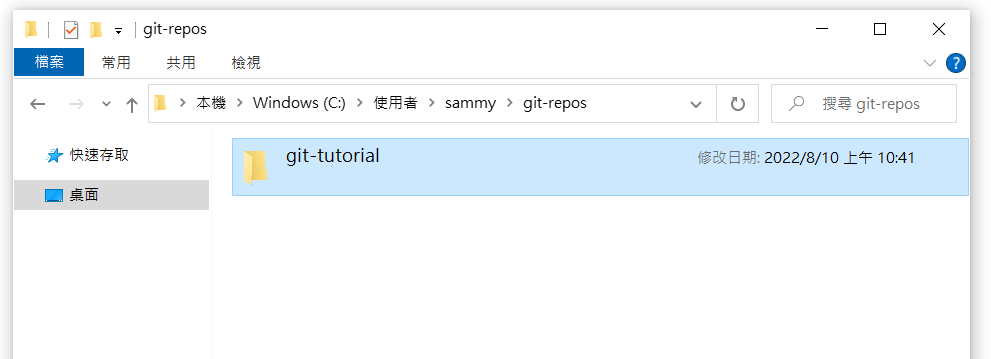 git-repos
檔案 常用 共用 檢視
本機 Windows (C:) 使用者 sammy git-repos 搜尋 git-repos
快速存取
git-tutorial 修改日期: 2022/8/10 上午 10:41
桌面